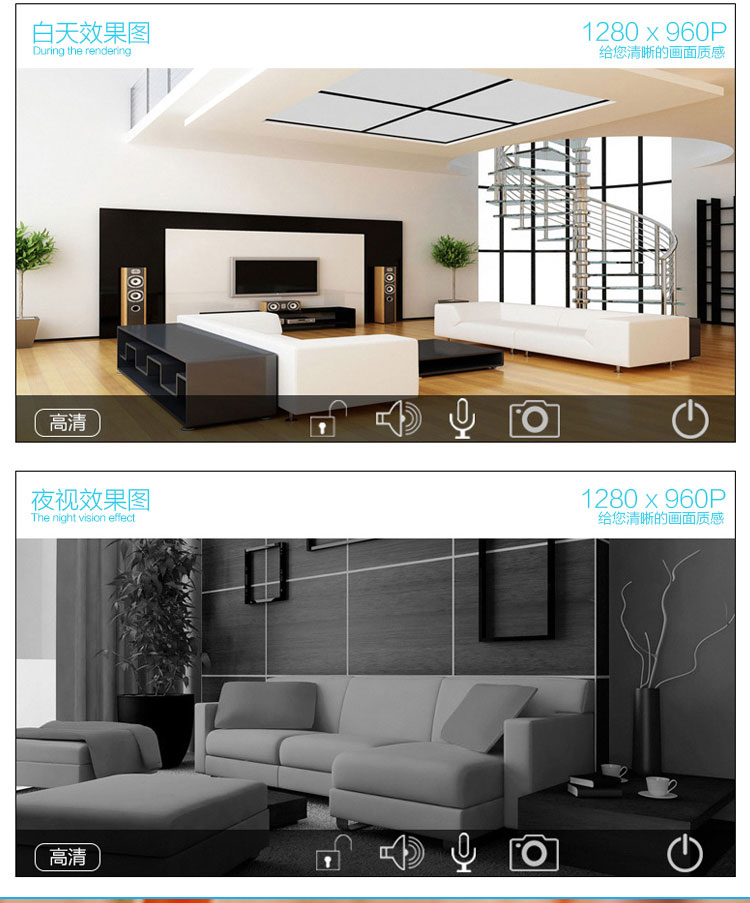 白天效果图
During the rendering
1280 x 960P
给您清晰的画面质感
高清
夜视效果图
The night vision effect
1280 x 960P
给您清晰的画面质感
高清